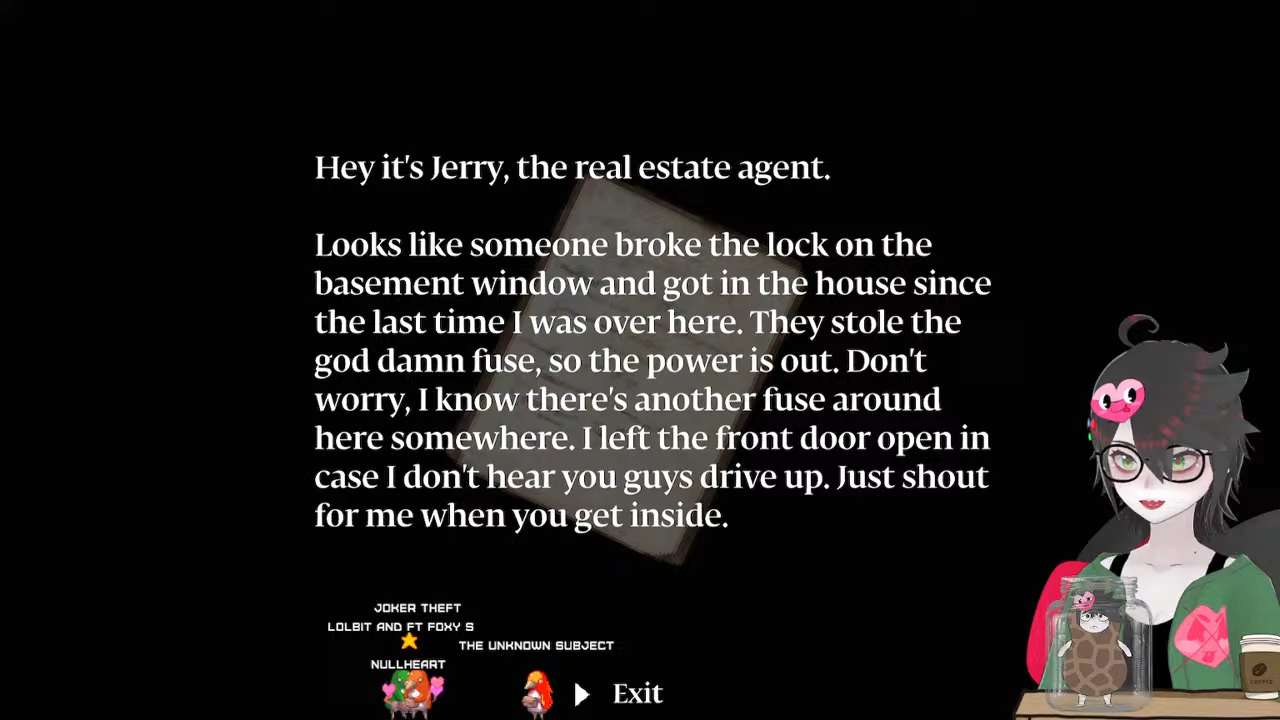 Hey it's Jerry, the real estate agent.
Looks like someone broke the lock on the
basement window and got in the house since
the last time I was over here. They stole the
god damn fuse, so the power is out. Don't
worry, I know there's another fuse around
here somewhere. I left the front door open in
case I don't hear you guys drive up. Just shout
for me when you get inside.
JOKER THEFT
LOLBIT AND FT FOXY S
THE UNKNOWN SUBJECT
NULLHEART
Exit
COFFEE